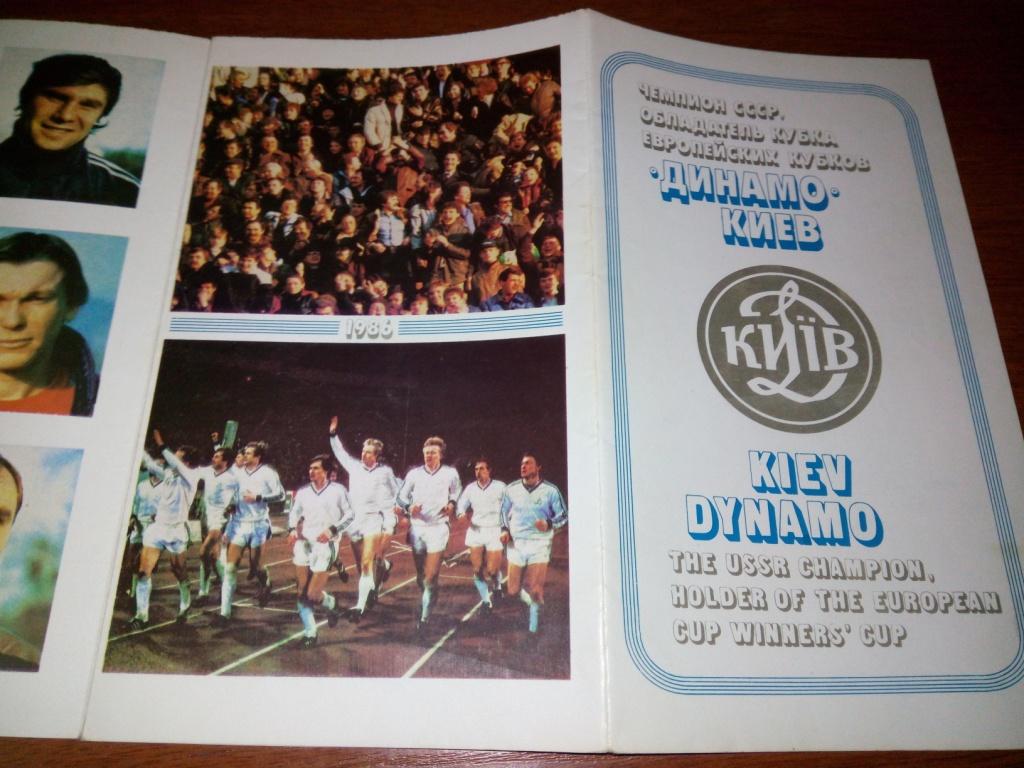 1986
ЧЕМПИОН СССР,
ОБЛАДАТЕЛЬ КУБКА
ЕВРОПЕЙСКИХ КУБКОВ
·ДИНАМО·
КИЕВ
КИЇВ
KIEV
DYNAMO
THE USSR CHAMPION,
HOLDER OF THE EUROPEAN
CUP WINNERS' CUP